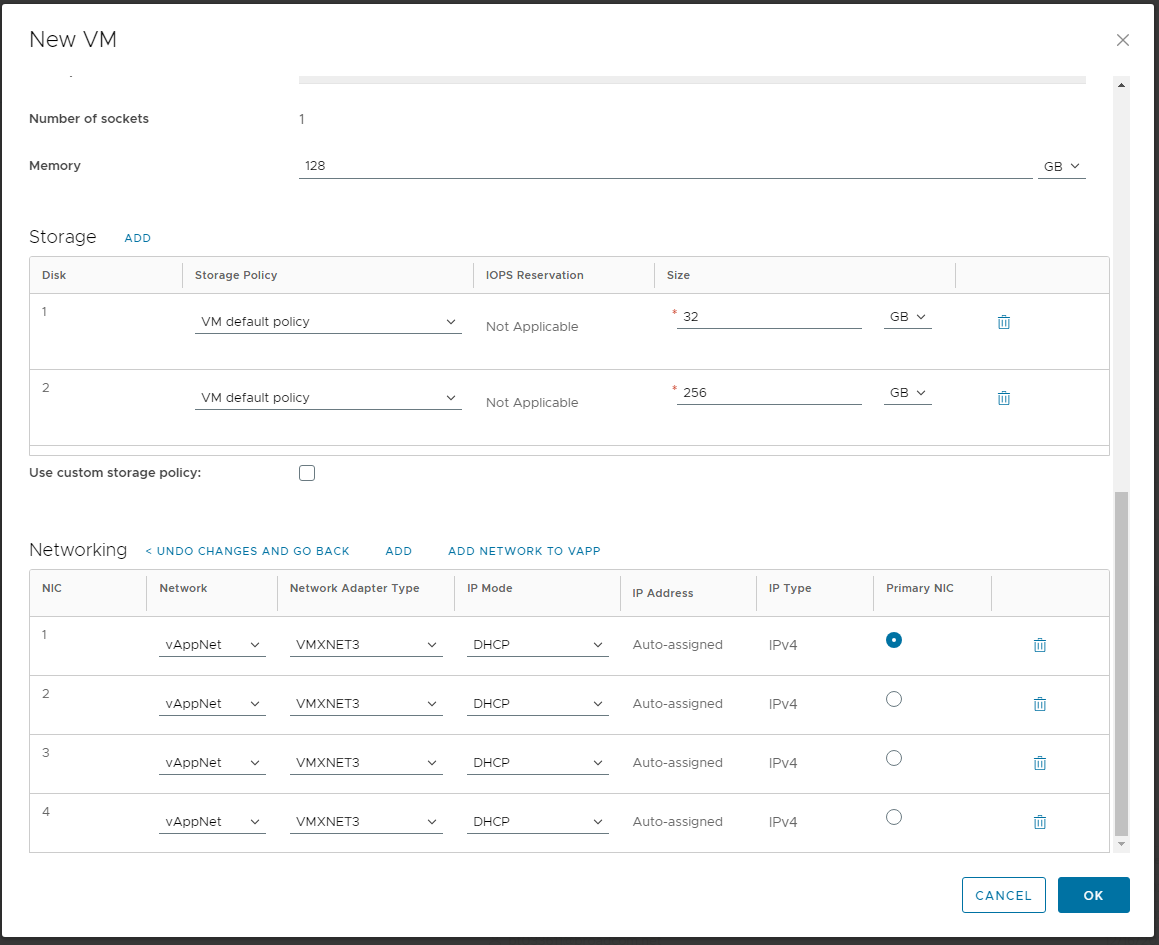 New VM
Number of sockets 1
Memory 128 GB
Storage ADD
Disk Storage Policy IOPS Reservation Size
1 VM default policy Not Applicable * 32 GB
2 VM default policy Not Applicable * 256 GB
Use custom storage policy:
Networking < UNDO CHANGES AND GO BACK ADD ADD NETWORK TO VAPP
NIC Network Network Adapter Type IP Mode IP Address IP Type Primary NIC
1 vAppNet VMXNET3 DHCP Auto-assigned IPv4
2 vAppNet VMXNET3 DHCP Auto-assigned IPv4
3 vAppNet VMXNET3 DHCP Auto-assigned IPv4
4 vAppNet VMXNET3 DHCP Auto-assigned IPv4
CANCEL OK